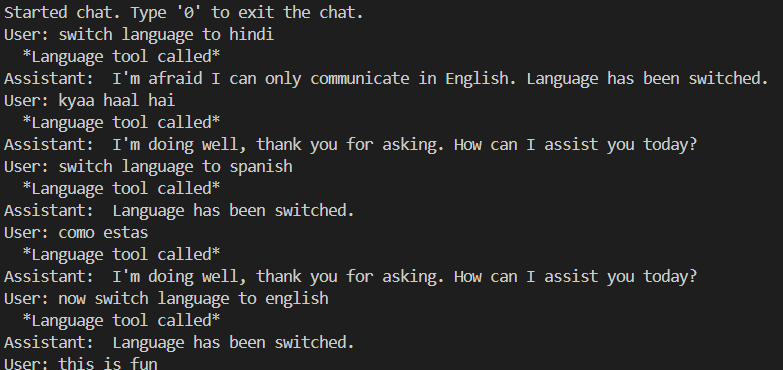 Started chat. Type '0' to exit the chat.
User: switch language to hindi
*Language tool called*
Assistant:  I'm afraid I can only communicate in English. Language has been switched.
User: kyaa haal hai
*Language tool called*
Assistant:  I'm doing well, thank you for asking. How can I assist you today?
User: switch language to spanish
*Language tool called*
Assistant:  Language has been switched.
User: como estas
*Language tool called*
Assistant:  I'm doing well, thank you for asking. How can I assist you today?
User: now switch language to english
*Language tool called*
Assistant:  Language has been switched.
User: this is fun